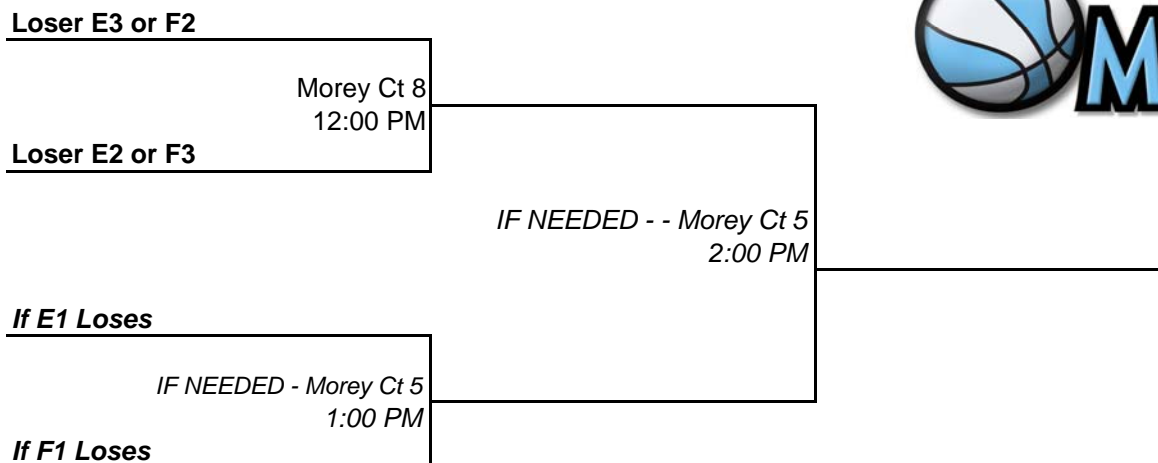 Loser E3 or F2
Morey Ct 8
12:00 PM
Loser E2 or F3
IF NEEDED - - Morey Ct 5
2:00 PM
If E1 Loses
IF NEEDED - Morey Ct 5
1:00 PM
If F1 Loses